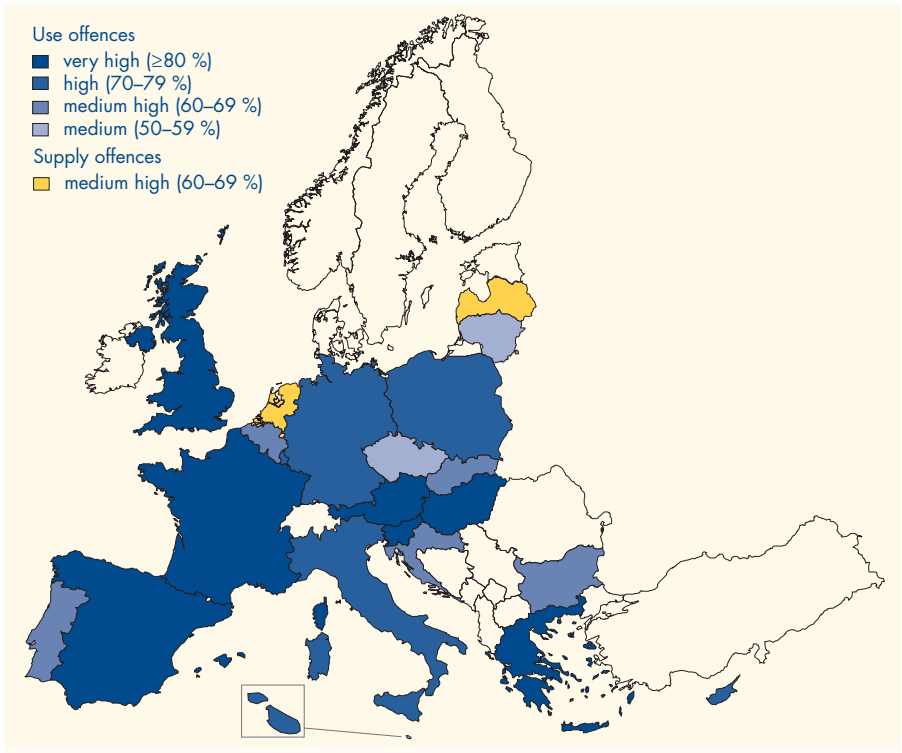 Use offences
very high (≥80 %)
high (70–79 %)
medium high (60–69 %)
medium (50–59 %)
Supply offences
medium high (60–69 %)